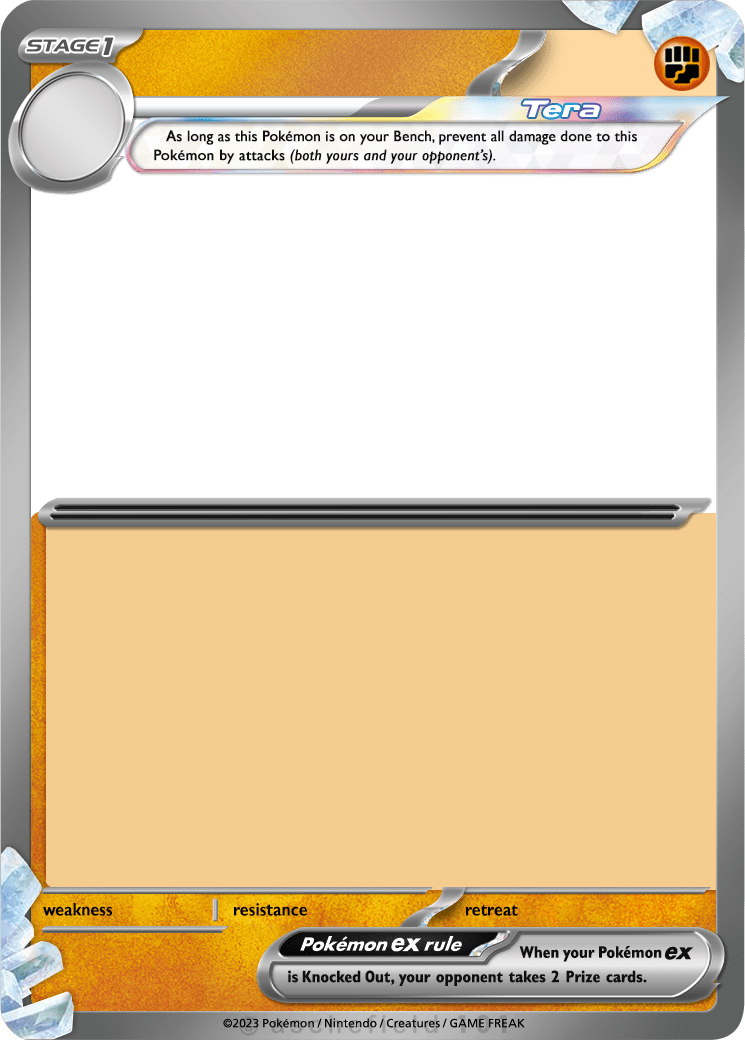 STAGE1
Tera
As long as this Pokémon is on your Bench, prevent all damage done to this
Pokémon by attacks (both yours and your opponent's).
weakness
resistance
retreat
Pokémon ex rule
When your Pokémon ex
is Knocked Out, your opponent takes 2 Prize cards.
©2023 Pokémon / Nintendo / Creatures / GAME FREAK